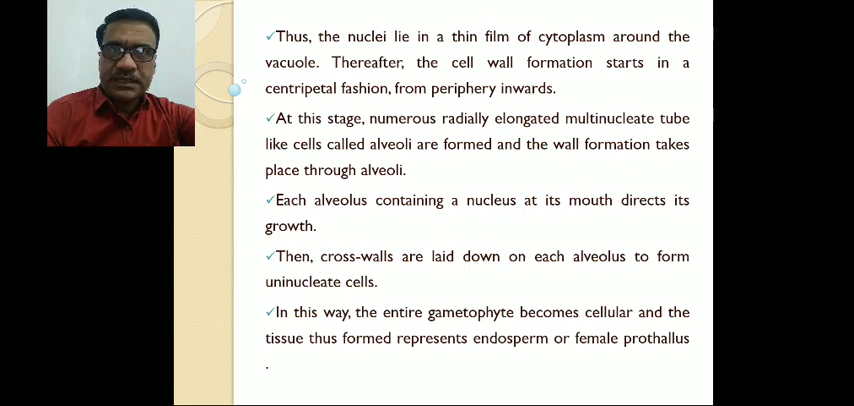 ✓Thus, the nuclei lie in a thin film of cytoplasm around the
vacuole. Thereafter, the cell wall formation starts in a
centripetal fashion, from periphery inwards.
✓At this stage, numerous radially elongated multinucleate tube
like cells called alveoli are formed and the wall formation takes
place through alveoli.
✓Each alveolus containing a nucleus at its mouth directs its
growth.
✓Then, cross-walls are laid down on each alveolus to form
uninucleate cells.
✓In this way, the entire gametophyte becomes cellular and the
tissue thus formed represents endosperm or female prothallus
.